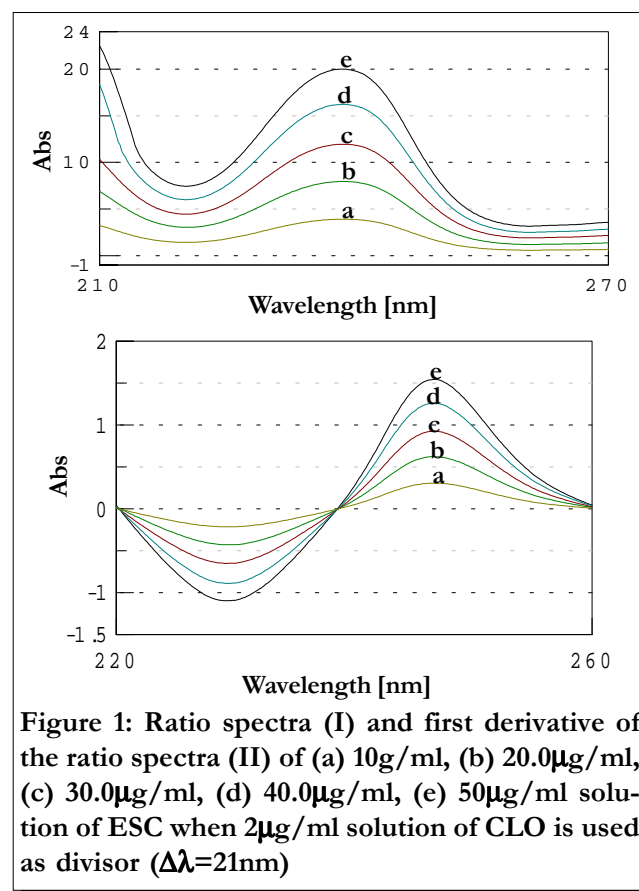 24
20
10
-1
Abs
e
d
c
b
a
210
270
Wavelength [nm]
2
1
0
-1
-1.5
Abs
e
d
c
b
a
220
260
Wavelength [nm]
Figure 1: Ratio spectra (I) and first derivative of
the ratio spectra (II) of (a) 10g/ml, (b) 20.0μg/ml,
(c) 30.0μg/ml, (d) 40.0μg/ml, (e) 50μg/ml solu-
tion of ESC when 2μg/ml solution of CLO is used
as divisor (Δλ=21nm)